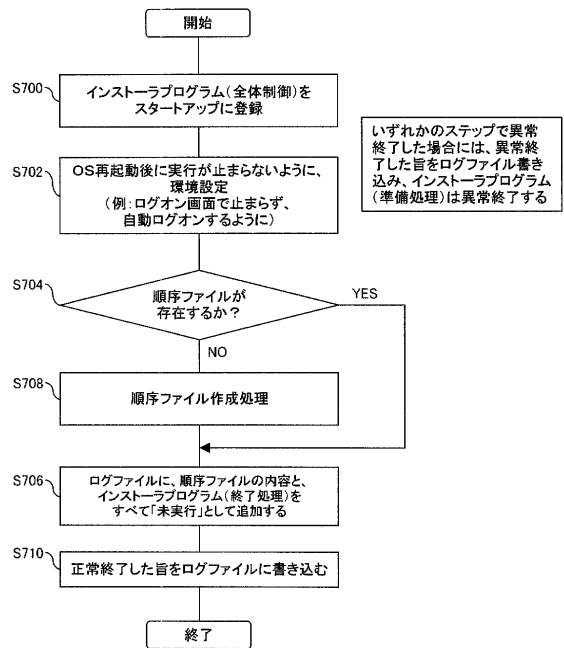 開始
S700
インストーラプログラム(全体制御)を
スタートアップに登録
いずれかのステップで異常
終了した場合には、異常終
了した旨をログファイル書き
込み、インストーラプログラム
(準備処理)は異常終了する
S702
OS再起動後に実行が止まらないように、
環境設定
(例:ログオン画面で止まらず、
自動ログオンするように)
S704
順序ファイルが
存在するか?
YES
NO
S708
順序ファイル作成処理
S706
ログファイルに、順序ファイルの内容と、
インストーラプログラム(終了処理)を
すべて「未実行」として追加する
S710
正常終了した旨をログファイルに書き込む
終了